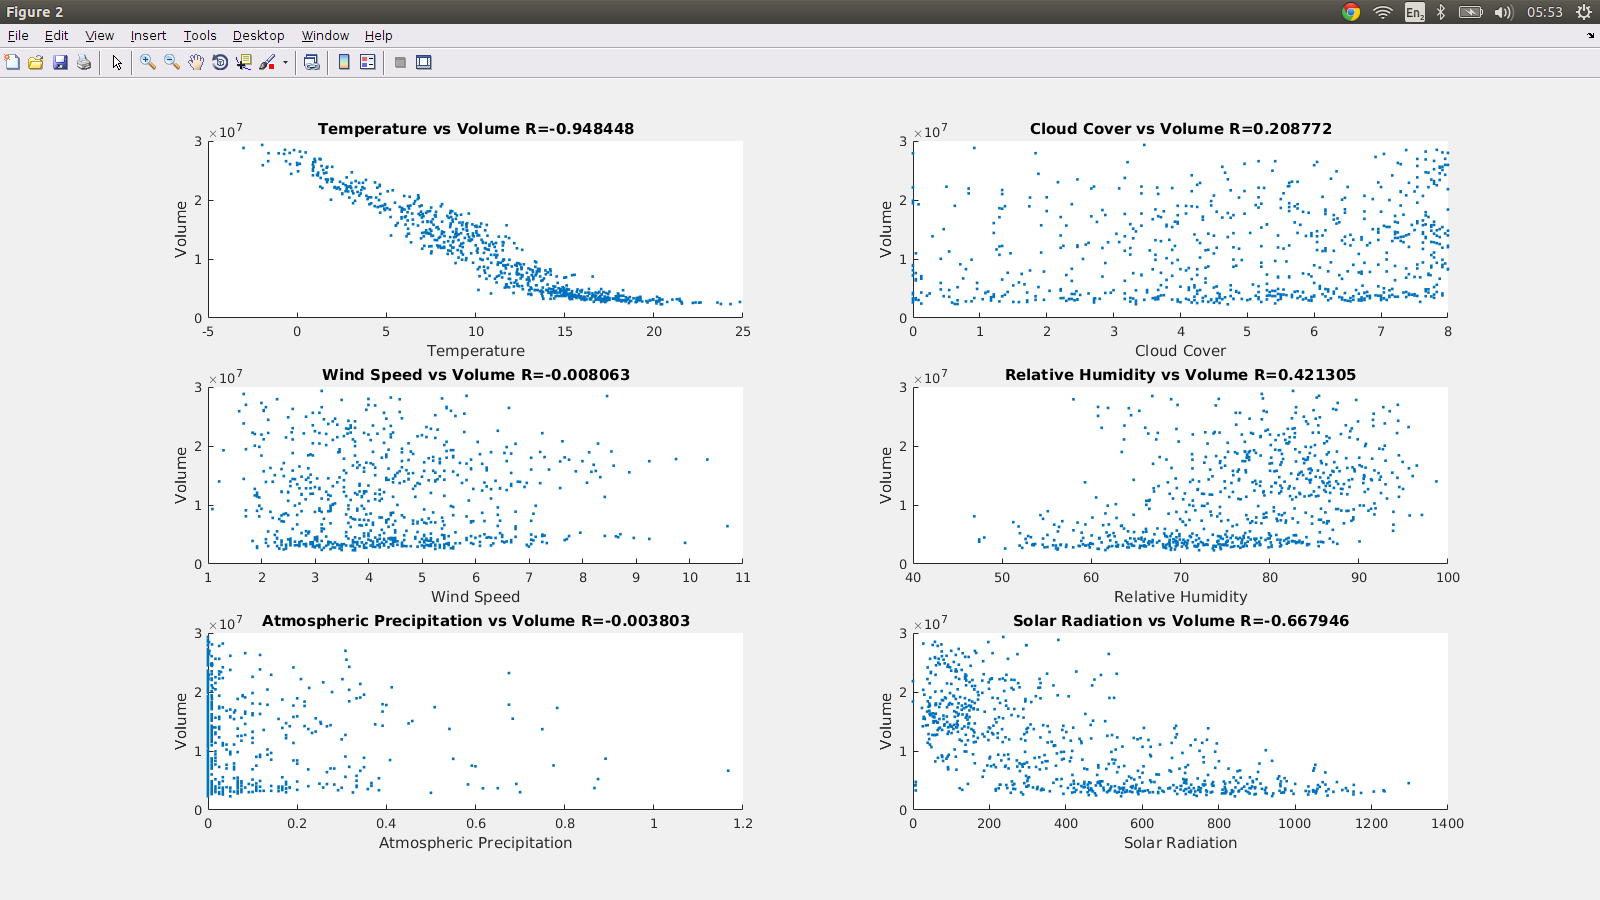 Figure 2
En2
05:53
File Edit View Insert Tools Desktop Window Help
×10^7
Temperature vs Volume R=-0.948448
3
2
1
0
Volume
-5 0 5 10 15 20 25
Temperature
×10^7
Cloud Cover vs Volume R=0.208772
3
2
1
0
Volume
0 1 2 3 4 5 6 7 8
Cloud Cover
×10^7
Wind Speed vs Volume R=-0.008063
3
2
1
0
Volume
1 2 3 4 5 6 7 8 9 10 11
Wind Speed
×10^7
Relative Humidity vs Volume R=0.421305
3
2
1
0
Volume
40 50 60 70 80 90 100
Relative Humidity
×10^7
Atmospheric Precipitation vs Volume R=-0.003803
3
2
1
0
Volume
0 0.2 0.4 0.6 0.8 1 1.2
Atmospheric Precipitation
×10^7
Solar Radiation vs Volume R=-0.667946
3
2
1
0
Volume
0 200 400 600 800 1000 1200 1400
Solar Radiation